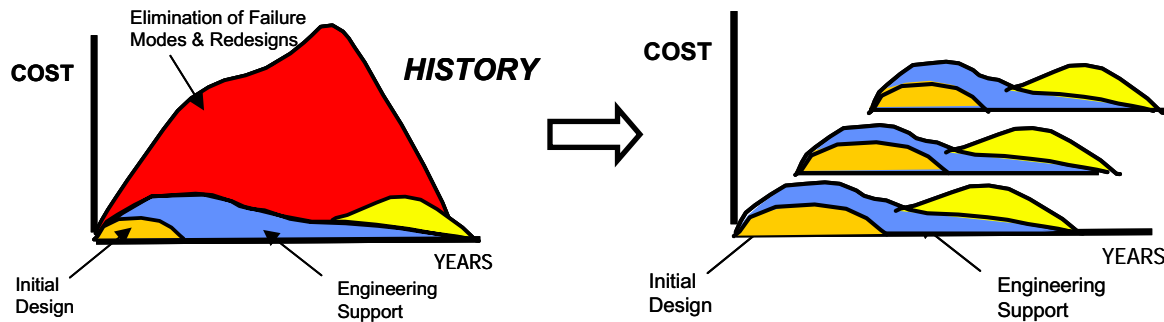 Elimination of Failure
Modes & Redesigns
COST
HISTORY
YEARS
Initial
Design
Engineering
Support
COST
YEARS
Initial
Design
Engineering
Support